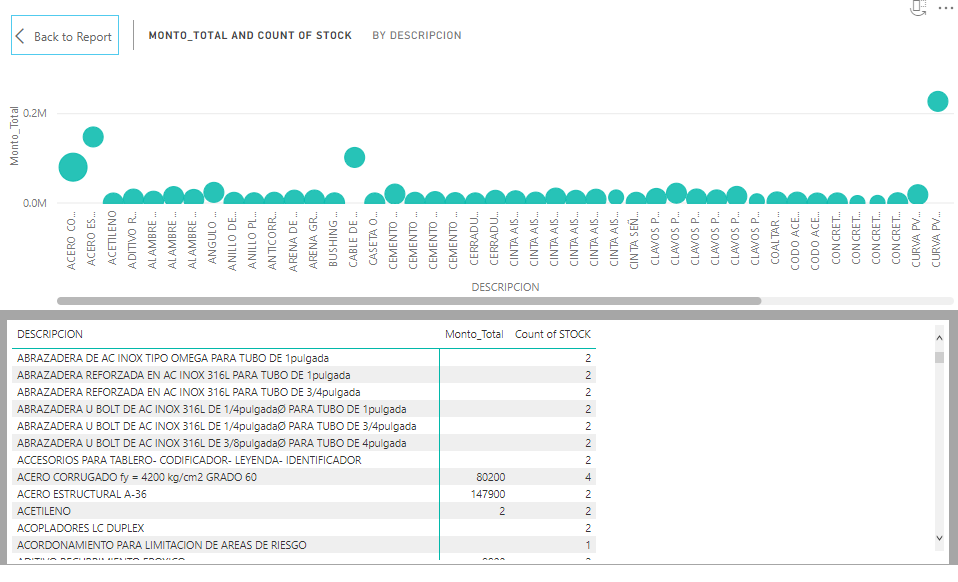 Back to Report
MONTO_TOTAL AND COUNT OF STOCK BY DESCRIPCION
Monto_Total
0.2M
0.0M
ACERO CO...
ACERO ES...
ACETILENO
ADITIVO R...
ALAMBRE ...
ALAMBRE ...
ALAMBRE ...
ANGULO ...
ANILLO DE...
ANILLO PL...
ANTICORR...
ARENA DE...
ARENA GR...
BUSHING ...
CABLE DE ...
CASETA O...
CEMENTO ...
CEMENTO ...
CEMENTO ...
CEMENTO ...
CERRADU...
CERRADU...
CINTA AIS...
CINTA AIS...
CINTA AIS...
CINTA AIS...
CINTA AIS...
CINTA AIS...
CINTA SEÑ...
CLAVOS P...
CLAVOS P...
CLAVOS P...
CLAVOS P...
CLAVOS P...
CLAVOS P...
COALTAR ...
CODO ACE...
CODO ACE...
CONCRET...
CONCRET...
CONCRET...
CONCRET...
CURVA PV...
CURVA PV...
DESCRIPCION
DESCRIPCION Monto_Total Count of STOCK
ABRAZADERA DE AC INOX TIPO OMEGA PARA TUBO DE 1pulgada 2
ABRAZADERA REFORZADA EN AC INOX 316L PARA TUBO DE 1pulgada 2
ABRAZADERA REFORZADA EN AC INOX 316L PARA TUBO DE 3/4pulgada 2
ABRAZADERA U BOLT DE AC INOX 316L DE 1/4pulgadaØ PARA TUBO DE 1pulgada 2
ABRAZADERA U BOLT DE AC INOX 316L DE 1/4pulgadaØ PARA TUBO DE 3/4pulgada 2
ABRAZADERA U BOLT DE AC INOX 316L DE 3/8pulgadaØ PARA TUBO DE 4pulgada 2
ACCESORIOS PARA TABLERO- CODIFICADOR- LEYENDA- IDENTIFICADOR 2
ACERO CORRUGADO fy = 4200 kg/cm2 GRADO 60 80200 4
ACERO ESTRUCTURAL A-36 147900 2
ACETILENO 2 2
ACOPLADORES LC DUPLEX 2
ACORDONAMIENTO PARA LIMITACION DE AREAS DE RIESGO 1